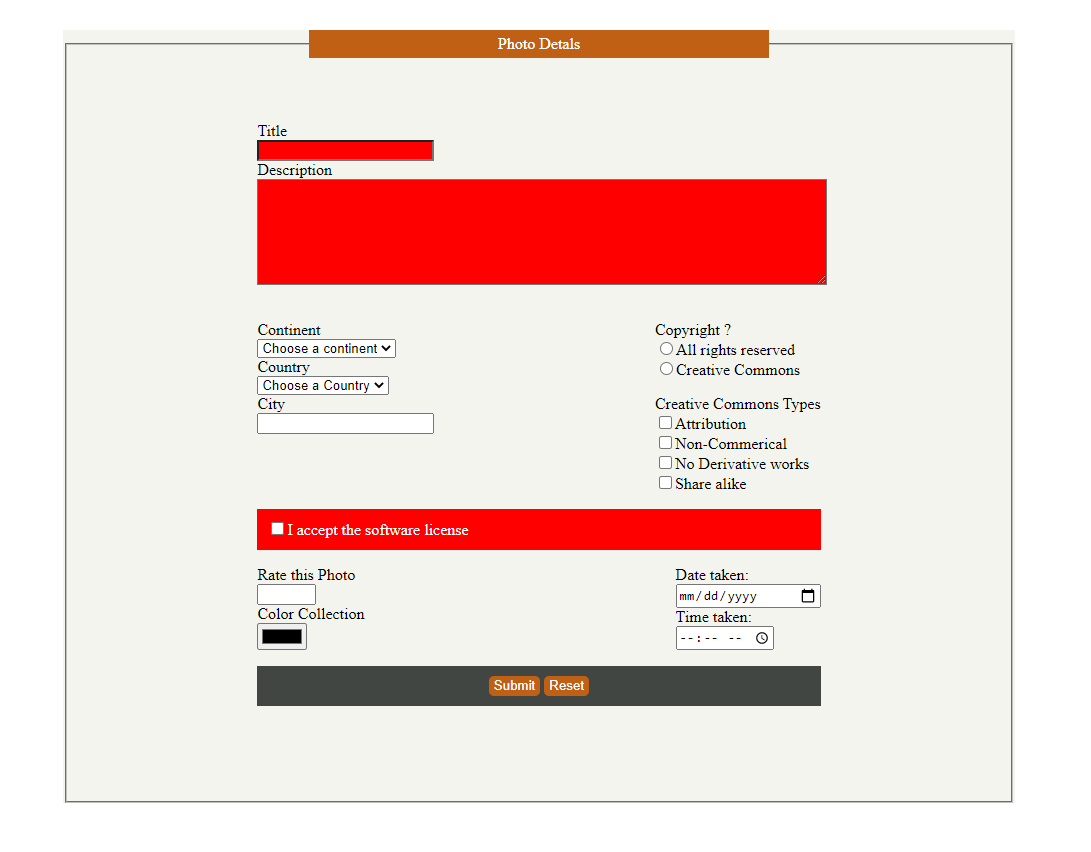 Photo Detals
Title
Description
Continent
Choose a continent
Country
Choose a Country
City
Copyright ?
All rights reserved
Creative Commons
Creative Commons Types
Attribution
Non-Commerical
No Derivative works
Share alike
I accept the software license
Rate this Photo
Color Collection
Date taken:
mm/dd/yyyy
Time taken:
--:-- --
Submit Reset